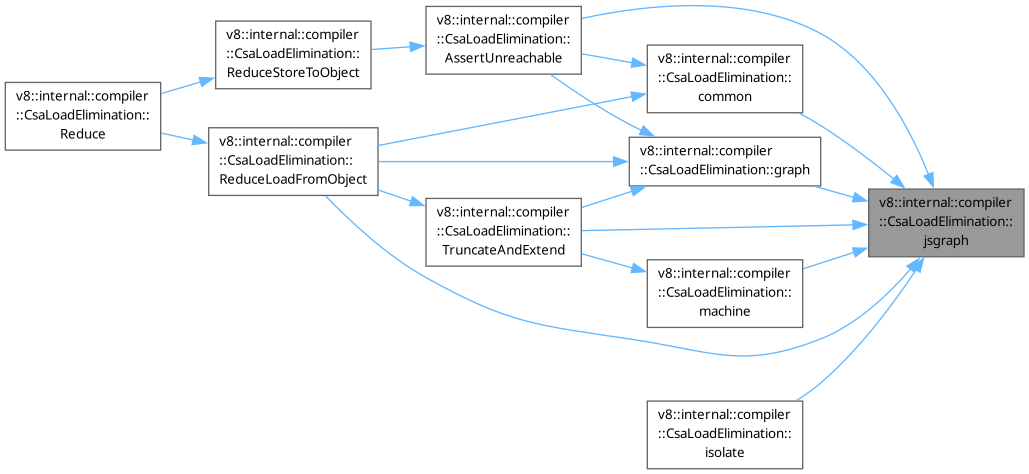 v8::internal::compiler
::CsaLoadElimination::
Reduce
v8::internal::compiler
::CsaLoadElimination::
ReduceStoreToObject
v8::internal::compiler
::CsaLoadElimination::
ReduceLoadFromObject
v8::internal::compiler
::CsaLoadElimination::
AssertUnreachable
v8::internal::compiler
::CsaLoadElimination::
TruncateAndExtend
v8::internal::compiler
::CsaLoadElimination::
common
v8::internal::compiler
::CsaLoadElimination::graph
v8::internal::compiler
::CsaLoadElimination::
machine
v8::internal::compiler
::CsaLoadElimination::
isolate
v8::internal::compiler
::CsaLoadElimination::
jsgraph